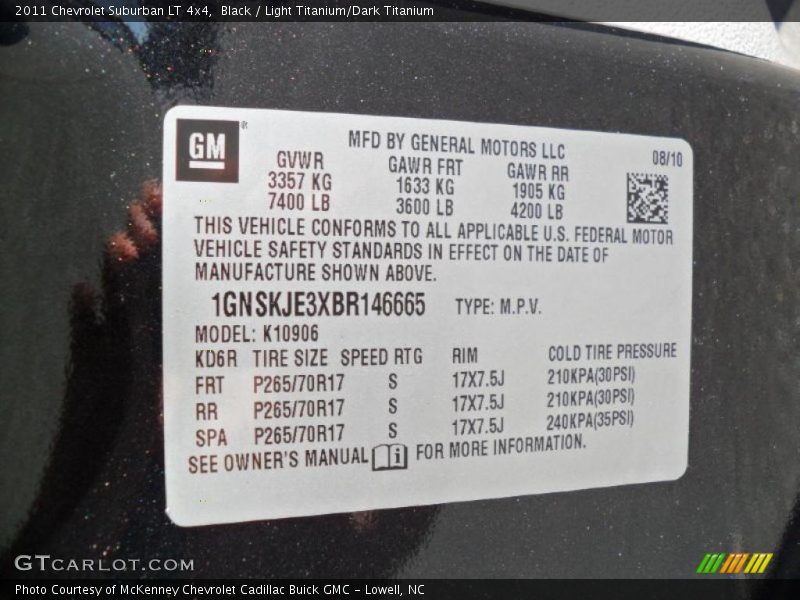 2011 Chevrolet Suburban LT 4x4, Black / Light Titanium/Dark Titanium
GM®
MFD BY GENERAL MOTORS LLC
08/10
GVWR GAWR FRT GAWR RR
3357 KG 1633 KG 1905 KG
7400 LB 3600 LB 4200 LB
THIS VEHICLE CONFORMS TO ALL APPLICABLE U.S. FEDERAL MOTOR
VEHICLE SAFETY STANDARDS IN EFFECT ON THE DATE OF
MANUFACTURE SHOWN ABOVE.
1GNSKJE3XBR146665 TYPE: M.P.V.
MODEL: K10906
KD6R TIRE SIZE SPEED RTG RIM COLD TIRE PRESSURE
FRT P265/70R17 S 17X7.5J 210KPA(30PSI)
RR P265/70R17 S 17X7.5J 210KPA(30PSI)
SPA P265/70R17 S 17X7.5J 240KPA(35PSI)
SEE OWNER'S MANUAL i FOR MORE INFORMATION.
GTCARLOT.COM
Photo Courtesy of McKenney Chevrolet Cadillac Buick GMC - Lowell, NC